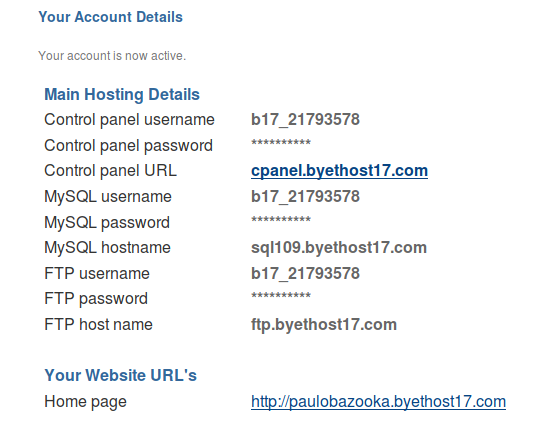 Your Account Details
Your account is now active.
Main Hosting Details
Control panel username b17_21793578
Control panel password **********
Control panel URL cpanel.byethost17.com
MySQL username b17_21793578
MySQL password **********
MySQL hostname sql109.byethost17.com
FTP username b17_21793578
FTP password **********
FTP host name ftp.byethost17.com
Your Website URL's
Home page http://paulobazooka.byethost17.com